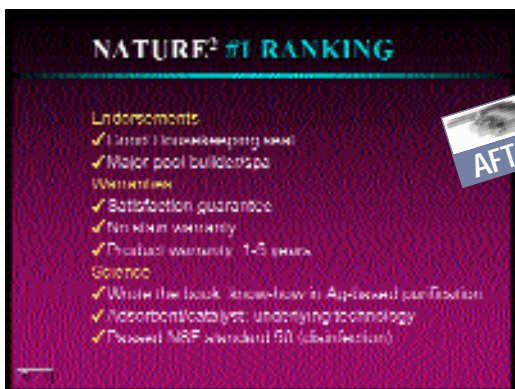 NATURE² #1 RANKING
Endorsements
✓Good Housekeeping seal
✓Major pool builder/spa
AFT
Warranties
✓Satisfaction guarantee
✓No stain warranty
✓Product warranty: 1-5 years
Science
✓Wrote the book: know-how in Ag-based purification
✓Adsorbent/catalyst: underlying technology
✓Passed NSF standard 50 (disinfection)